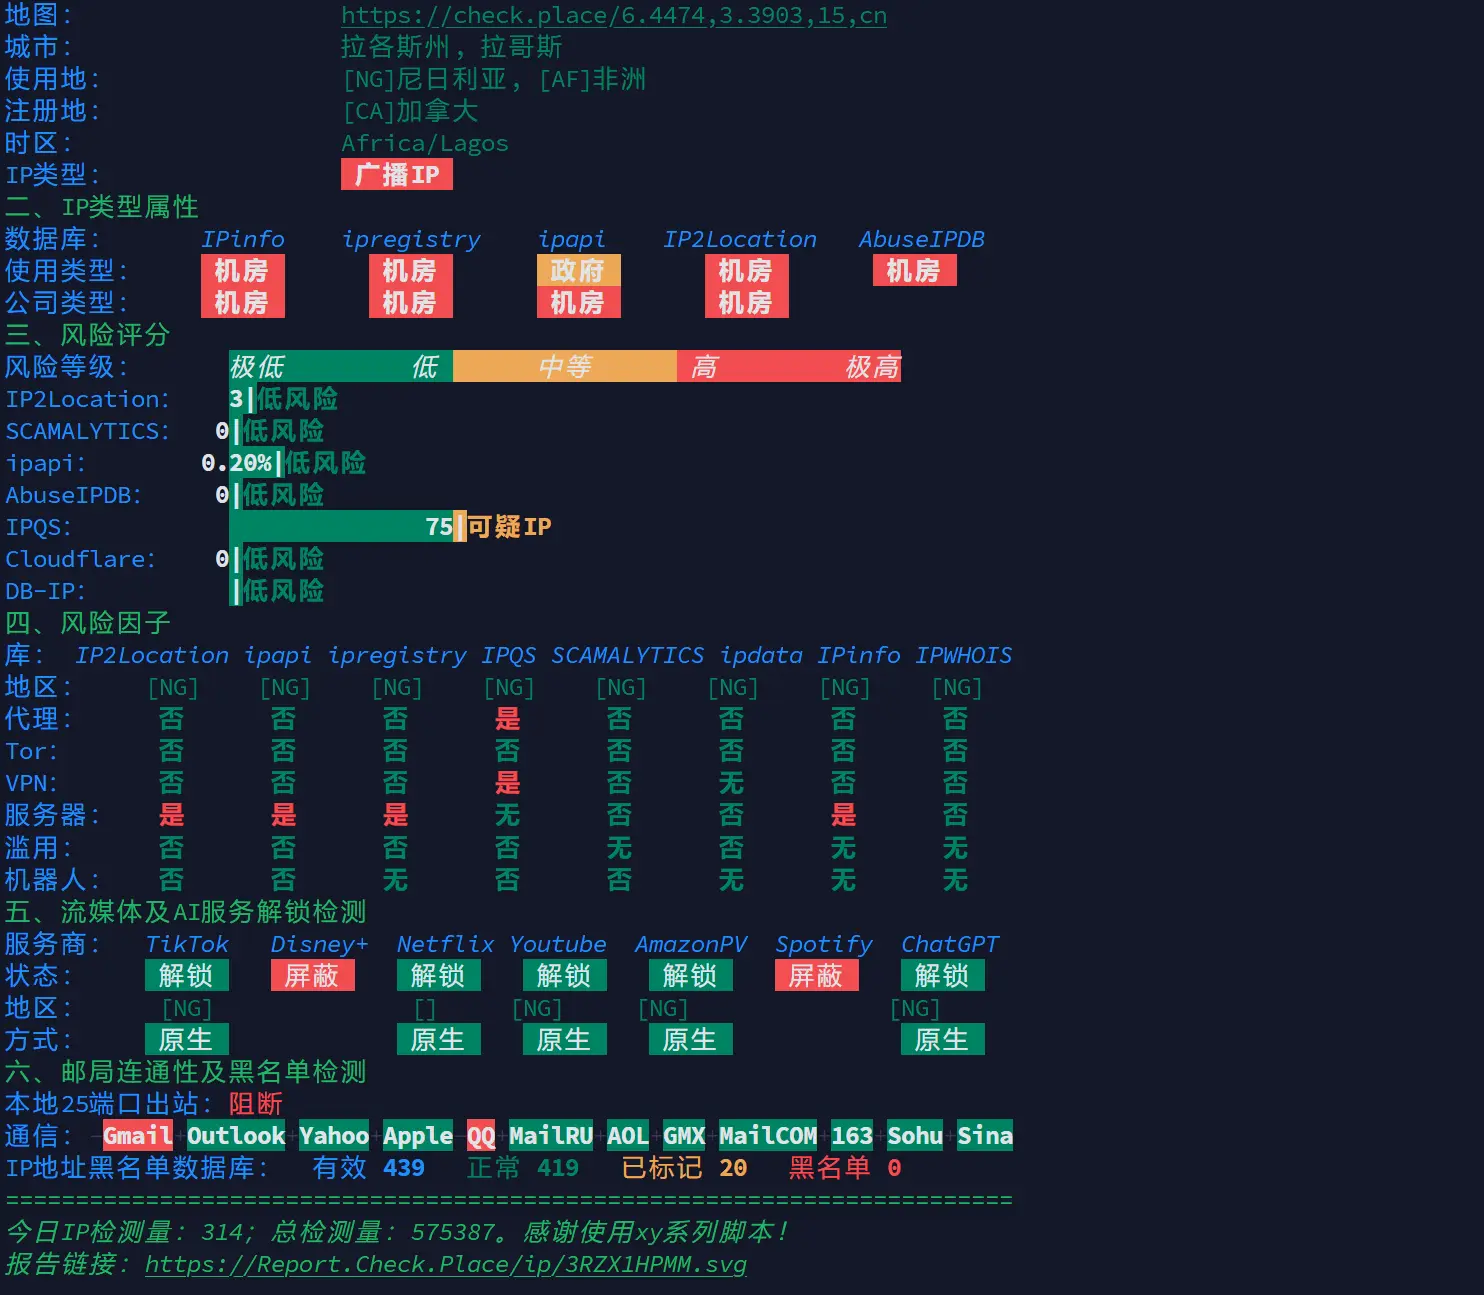 地图： https://check.place/6.4474,3.3903,15,cn
城市： 拉各斯州, 拉哥斯
使用地： [NG]尼日利亚, [AF]非洲
注册地： [CA]加拿大
时区： Africa/Lagos
IP类型： 广播IP
二、IP类型属性
数据库： IPinfo ipregistry ipapi IP2Location AbuseIPDB
使用类型： 机房 机房 政府 机房 机房
公司类型： 机房 机房 机房 机房
三、风险评分
风险等级： 极低 低 中等 高 极高
IP2Location： 3|低风险
SCAMALYTICS： 0|低风险
ipapi： 0.20%|低风险
AbuseIPDB： 0|低风险
IPQS： 75|可疑IP
Cloudflare： 0|低风险
DB-IP： |低风险
四、风险因子
库： IP2Location ipapi ipregistry IPQS SCAMALYTICS ipdata IPinfo IPWHOIS
地区： [NG] [NG] [NG] [NG] [NG] [NG] [NG] [NG]
代理： 否 否 否 是 否 否 否 否
Tor： 否 否 否 否 否 否 否 否
VPN： 否 否 否 是 否 无 否 否
服务器： 是 是 是 无 否 否 是 否
滥用： 否 否 否 否 无 否 无 无
机器人： 否 否 无 否 否 无 无 无
五、流媒体及AI服务解锁检测
服务商： TikTok Disney+ Netflix Youtube AmazonPV Spotify ChatGPT
状态： 解锁 屏蔽 解锁 解锁 解锁 屏蔽 解锁
地区： [NG] [] [NG] [NG] [NG]
方式： 原生 原生 原生 原生 原生
六、邮局连通性及黑名单检测
本地25端口出站：阻断
通信： -Gmail+Outlook+Yahoo+Apple-QQ+MailRU+AOL+GMX+MailCOM+163+Sohu+Sina
IP地址黑名单数据库： 有效 439 正常 419 已标记 20 黑名单 0
========================================================================
今日IP检测量：314；总检测量：575387。感谢使用xy系列脚本！
报告链接：https://Report.Check.Place/ip/3RZX1HPMM.svg